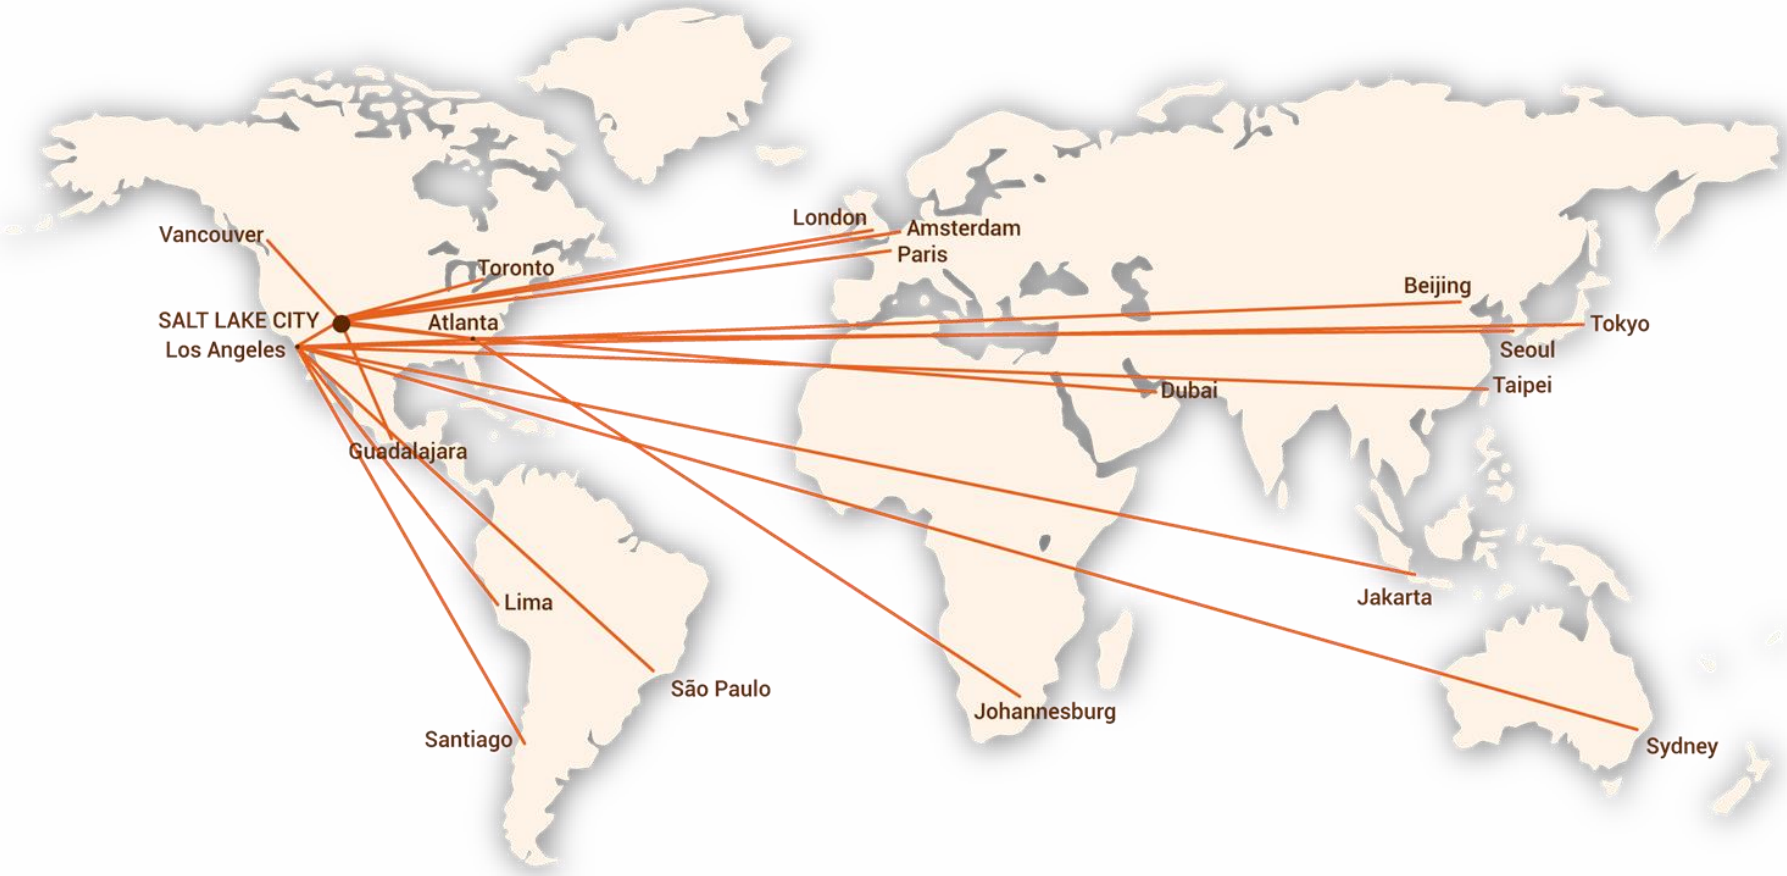 London
Amsterdam
Vancouver
Paris
Toronto
Beijing
SALT LAKE CITY
Atlanta
Tokyo
Los Angeles
Seoul
Taipei
Dubai
Guadalajara
Jakarta
Lima
São Paulo
Johannesburg
Santiago
Sydney